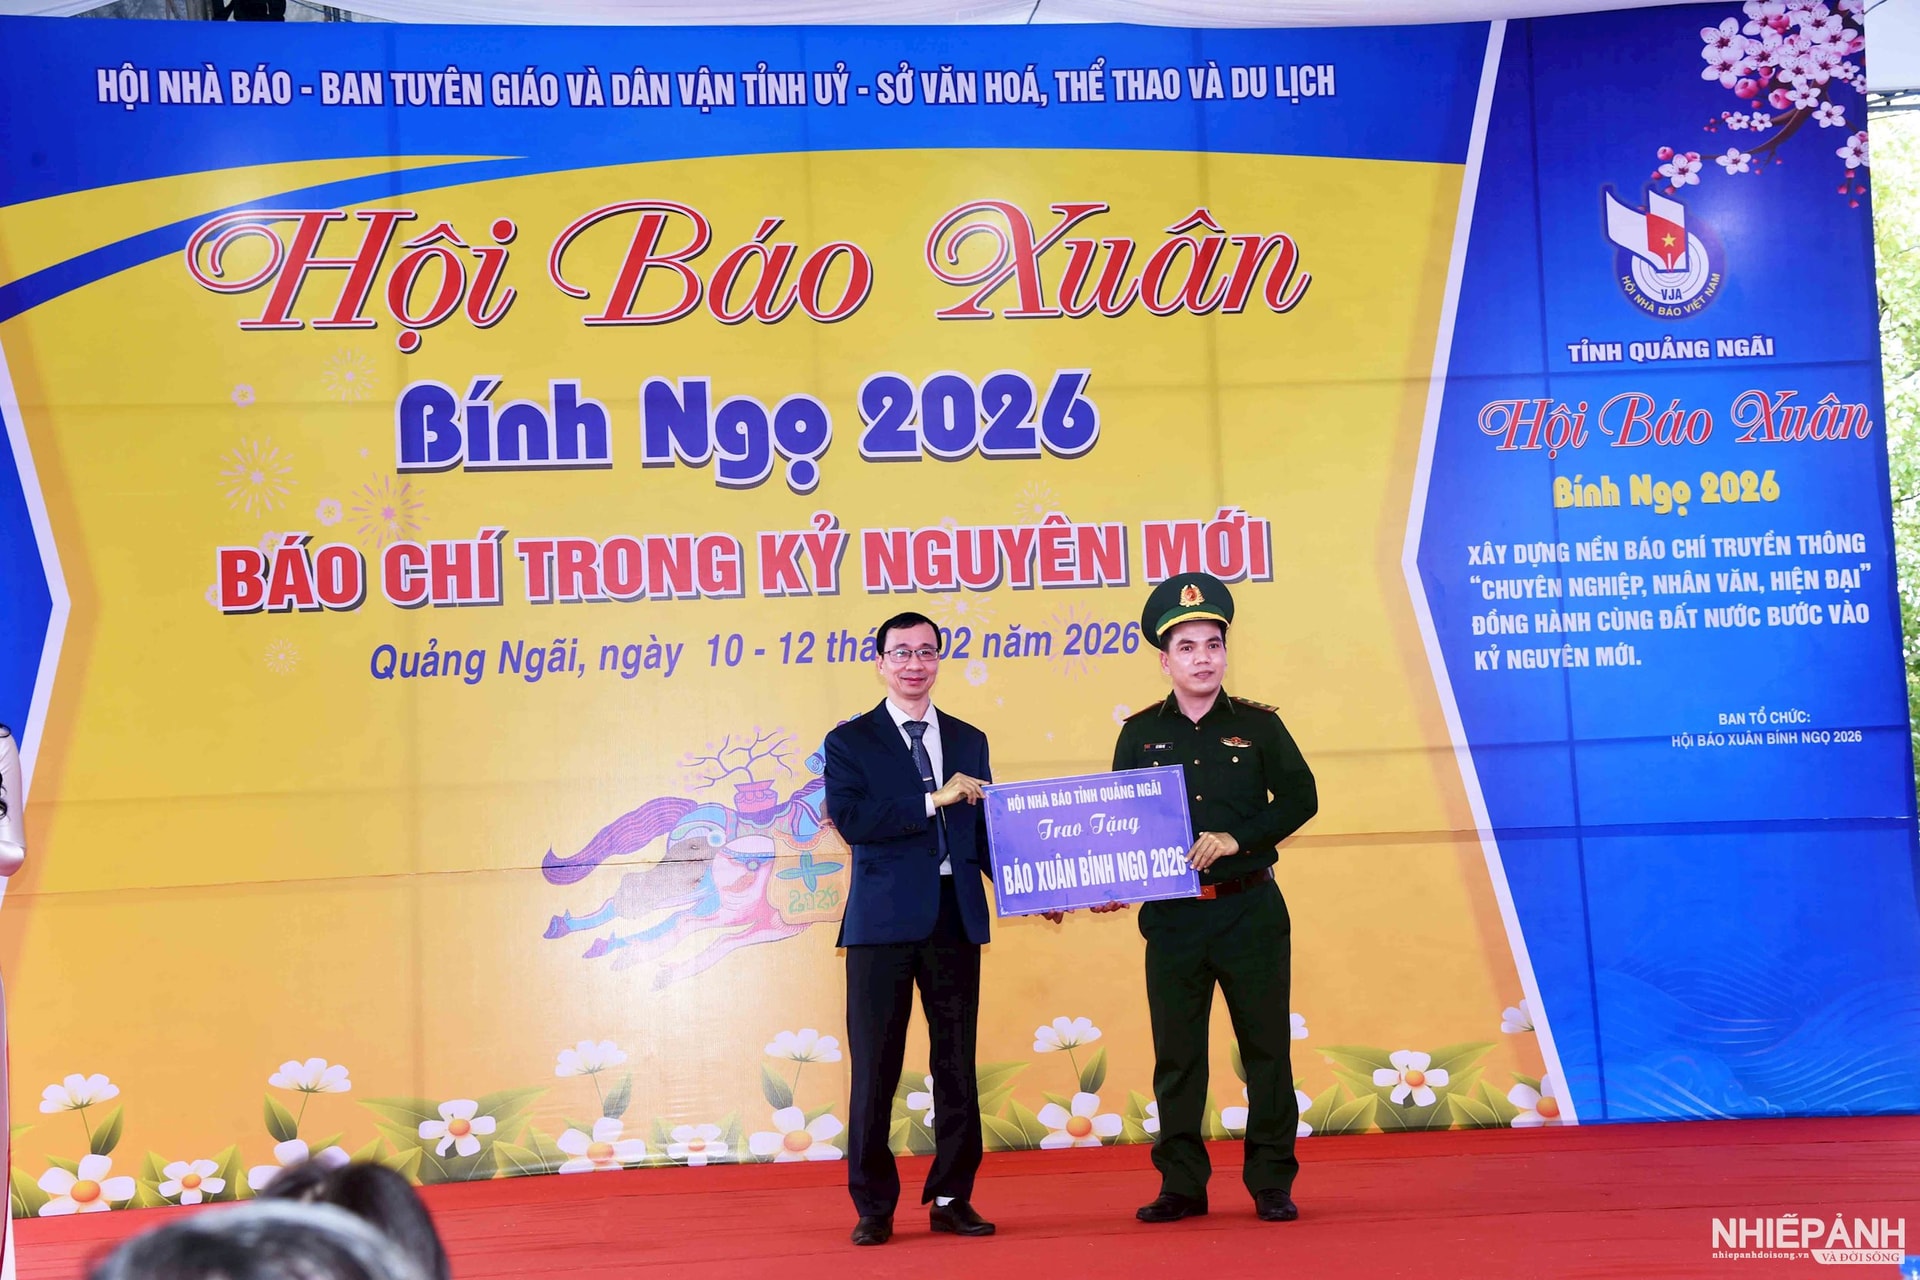 HỘI NHÀ BÁO - BAN TUYÊN GIÁO VÀ DÂN VẬN TỈNH UỶ - SỞ VĂN HOÁ, THỂ THAO VÀ DU LỊCH
Hội Báo Xuân
Bính Ngọ 2026
BÁO CHÍ TRONG KỶ NGUYÊN MỚI
Quảng Ngãi, ngày 10 - 12 thá 02 năm 2026
2026
HỘI NHÀ BÁO TỈNH QUẢNG NGÃI
Trao Tặng
BÁO XUÂN BÍNH NGỌ 2026
VJA
HỘI NHÀ BÁO VIỆT NAM
TỈNH QUẢNG NGÃI
Hội Báo Xuân
Bính Ngọ 2026
XÂY DỰNG NỀN BÁO CHÍ TRUYỀN THÔNG
“CHUYÊN NGHIỆP, NHÂN VĂN, HIỆN ĐẠI”
ĐỒNG HÀNH CÙNG ĐẤT NƯỚC BƯỚC VÀO
KỶ NGUYÊN MỚI.
BAN TỔ CHỨC:
HỘI BÁO XUÂN BÍNH NGỌ 2026
NHIẾPẢNH
nhiepanhdoisong.vn
VÀ ĐỜI SỐNG